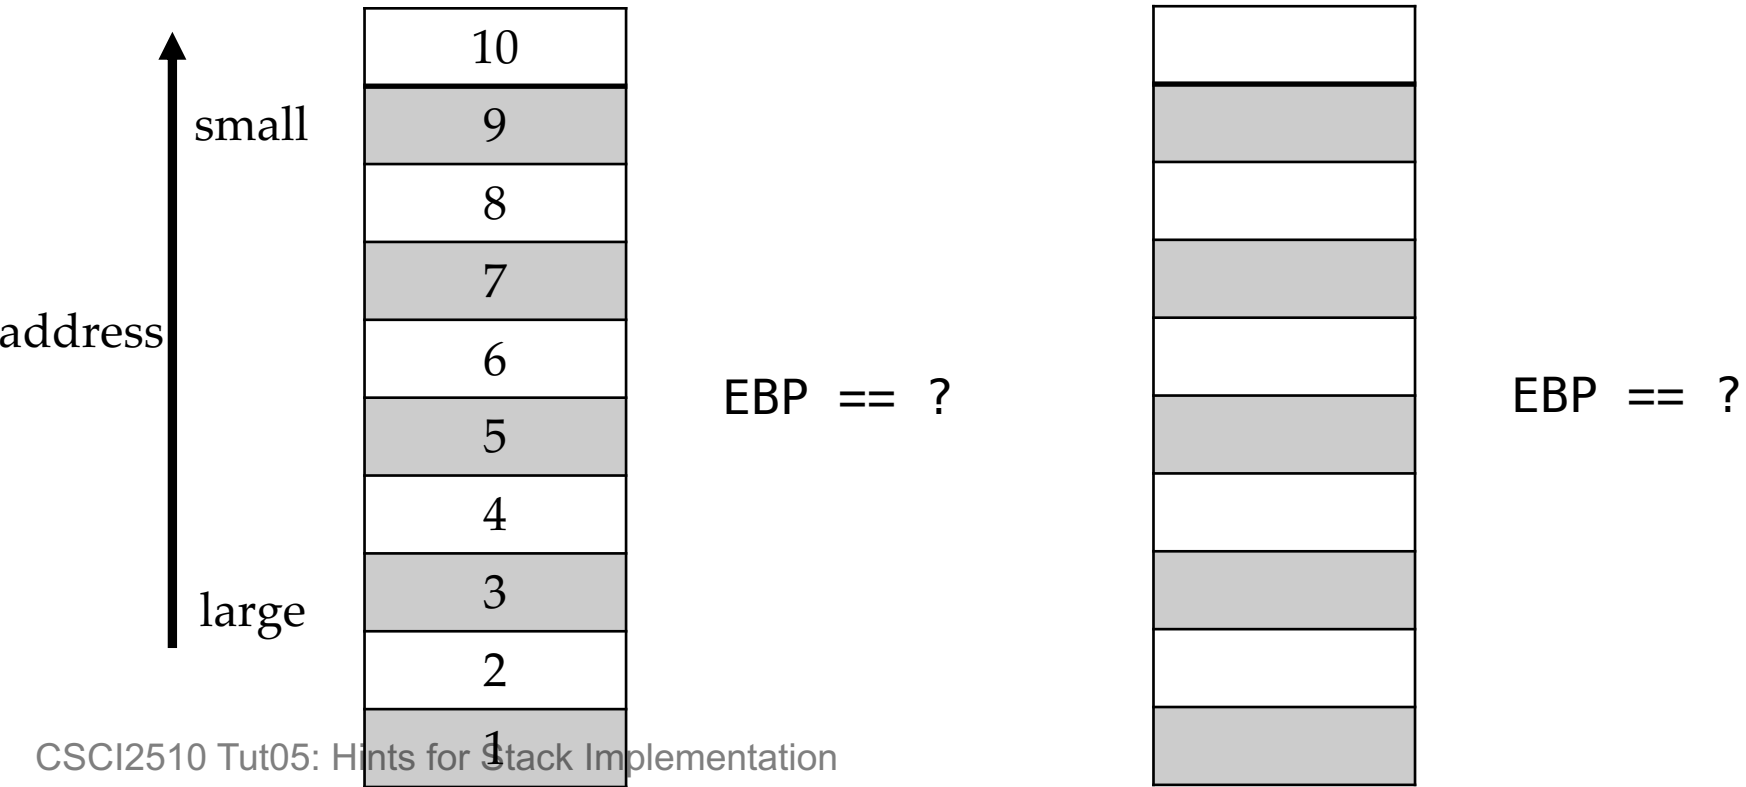 10
small
9
8
7
address
6
EBP == ?
EBP == ?
5
4
large
3
2
1
CSCI2510 Tut05: Hints for Stack Implementation